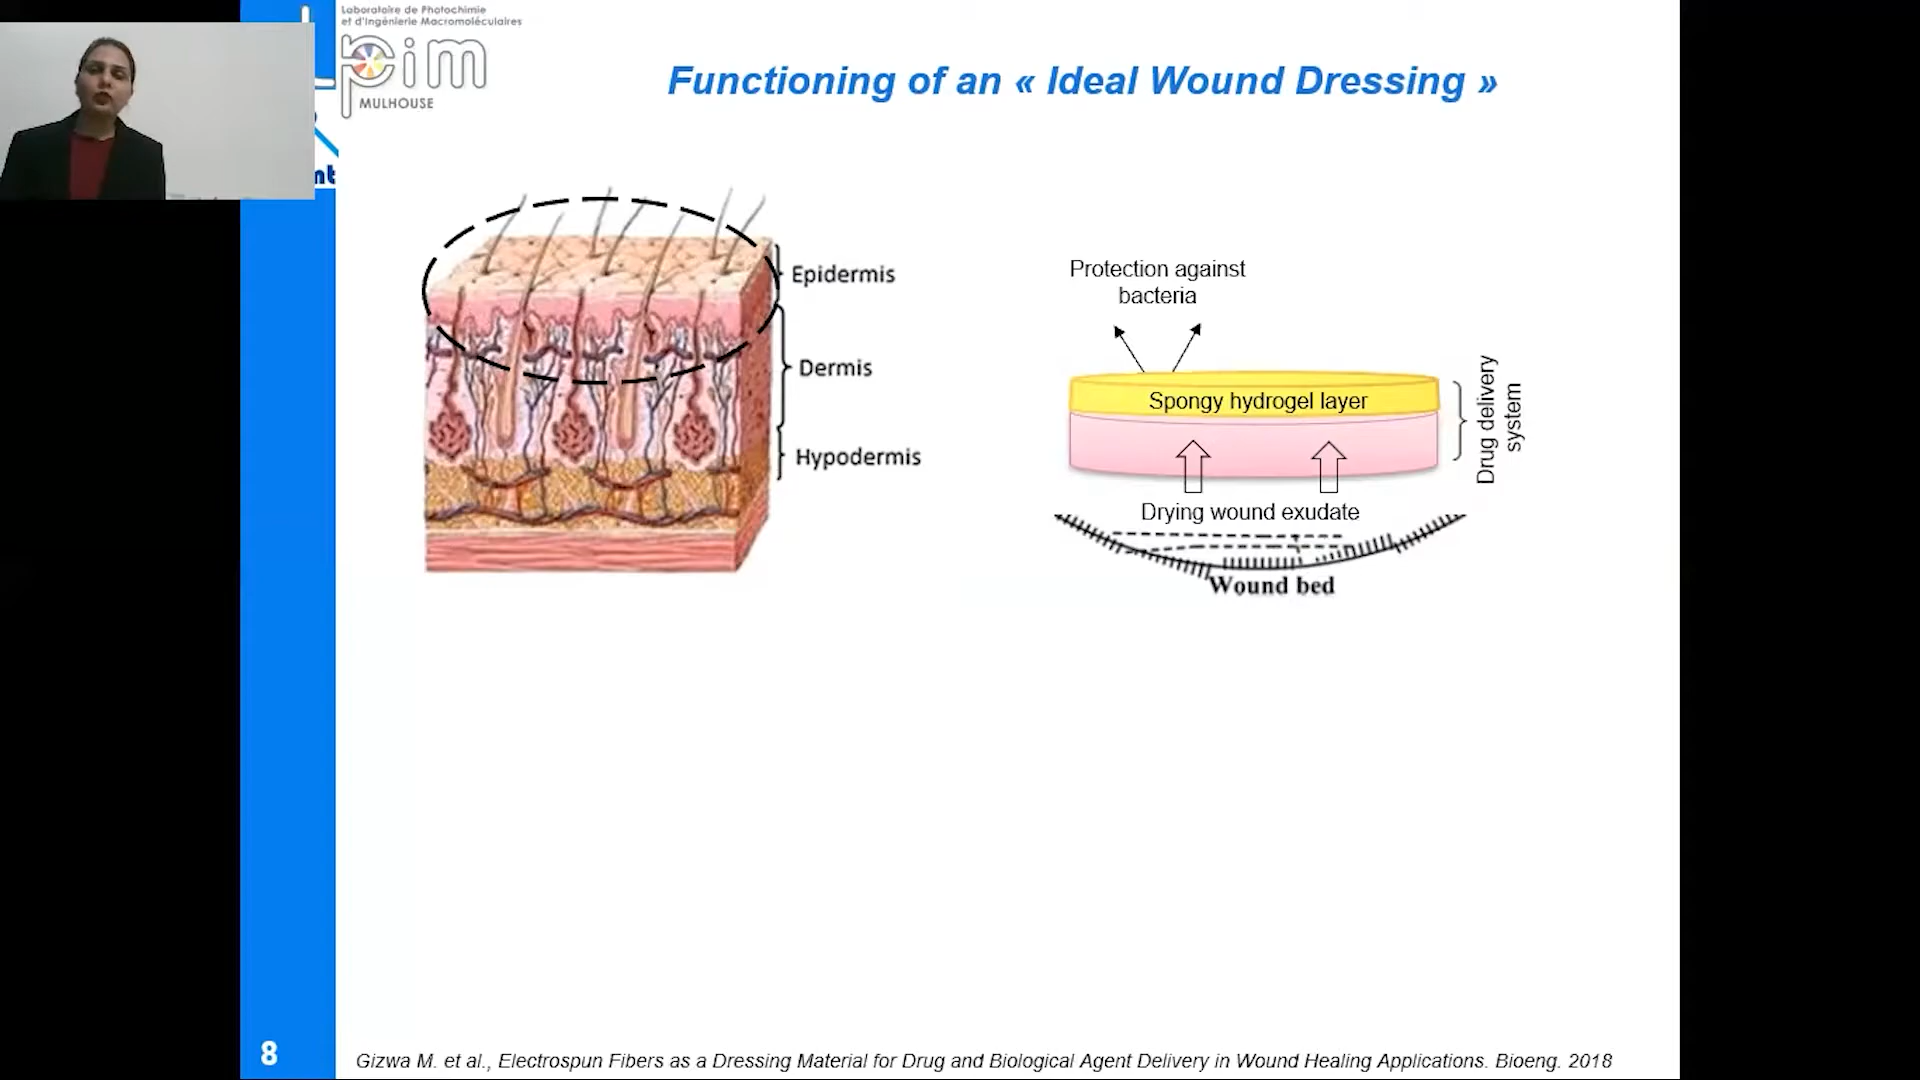 Laboratoire de Photochimie
et d'Ingénierie Macromoléculaires
pim
MULHOUSE
nt
Functioning of an « Ideal Wound Dressing »
Epidermis
Dermis
Hypodermis
Protection against
bacteria
Spongy hydrogel layer
Drug delivery
system
Drying wound exudate
Wound bed
8
Gizwa M. et al., Electrospun Fibers as a Dressing Material for Drug and Biological Agent Delivery in Wound Healing Applications. Bioeng. 2018